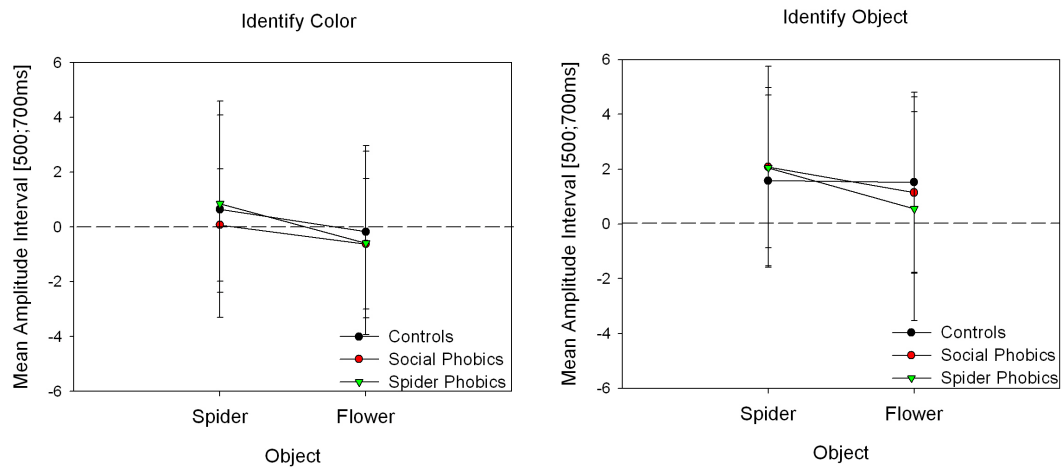 Identify Color
Mean Amplitude Interval [500;700ms]
6
4
2
0
-2
-4
-6
Controls
Social Phobics
Spider Phobics
Spider
Flower
Object
Identify Object
Mean Amplitude Interval [500;700ms]
6
4
2
0
-2
-4
-6
Controls
Social Phobics
Spider Phobics
Spider
Flower
Object